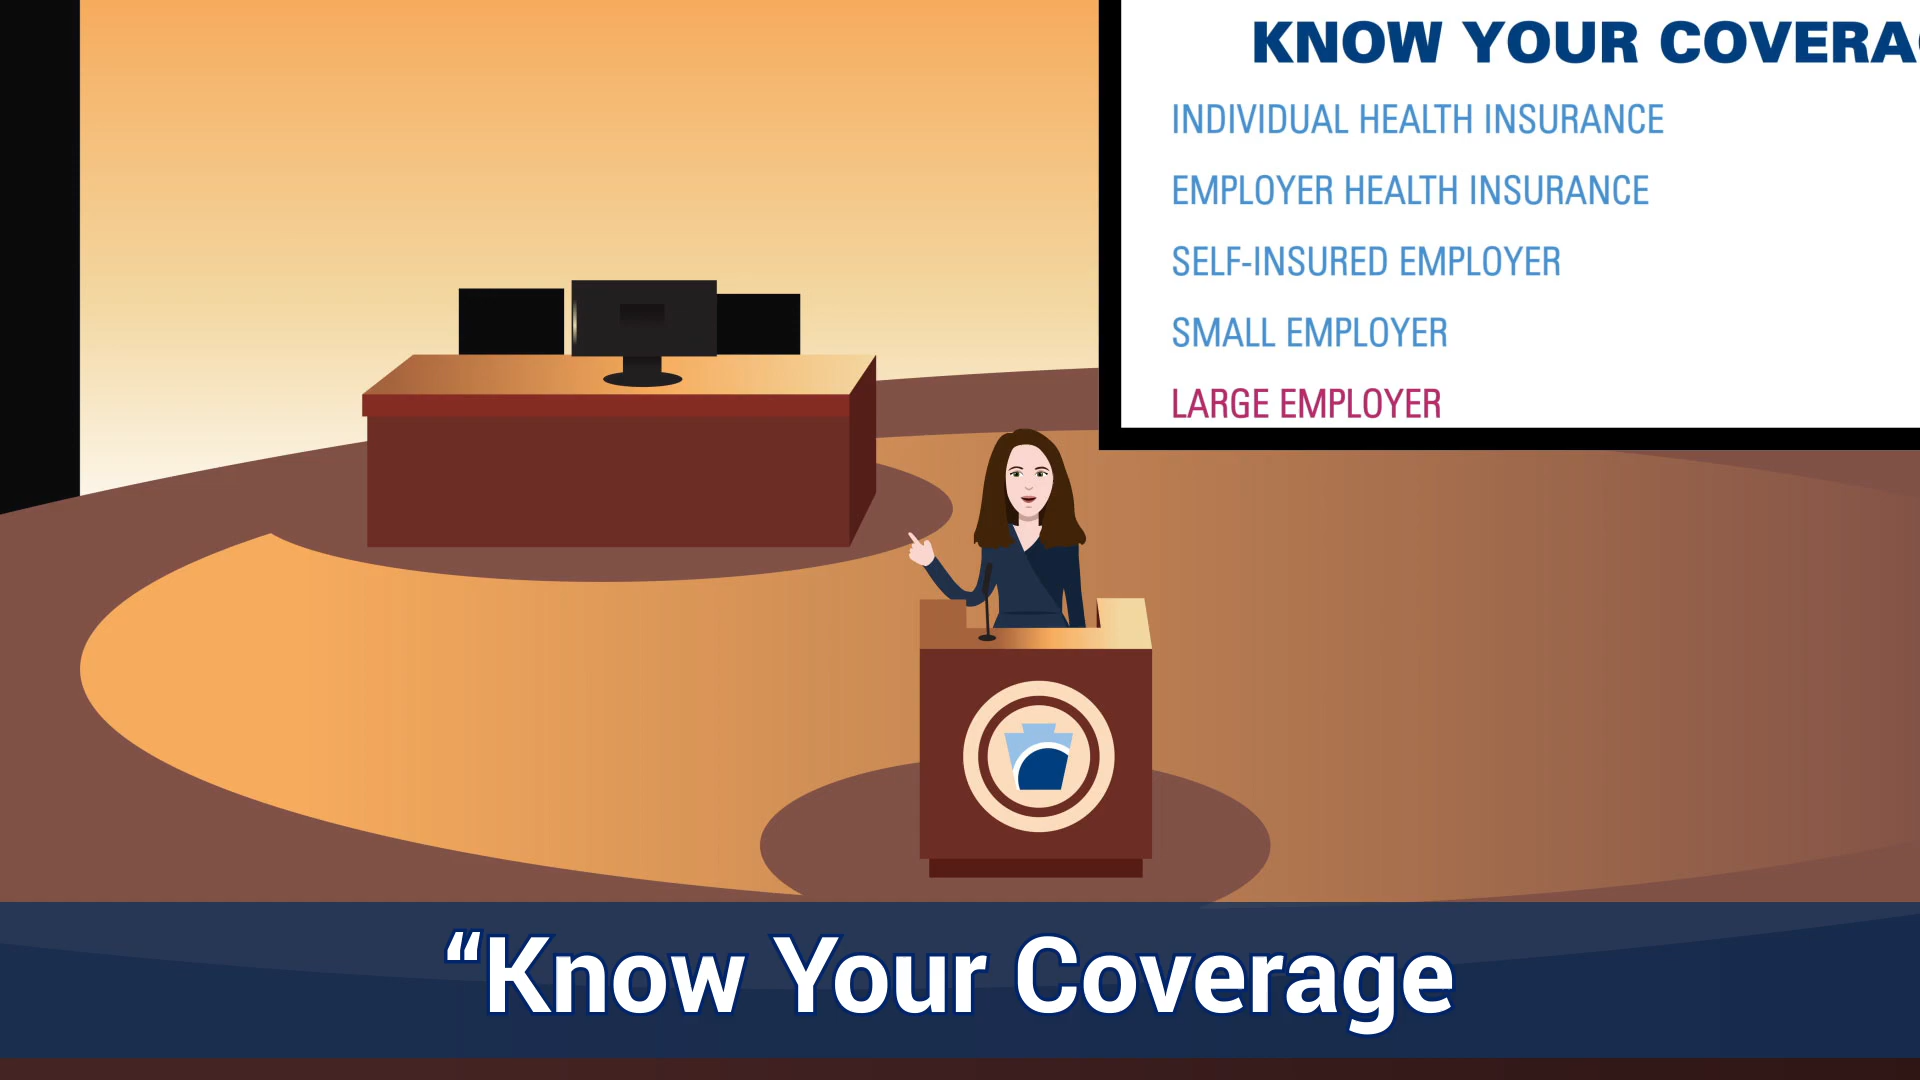 KNOW YOUR COVERA
INDIVIDUAL HEALTH INSURANCE
EMPLOYER HEALTH INSURANCE
SELF-INSURED EMPLOYER
SMALL EMPLOYER
LARGE EMPLOYER
“Know Your Coverage